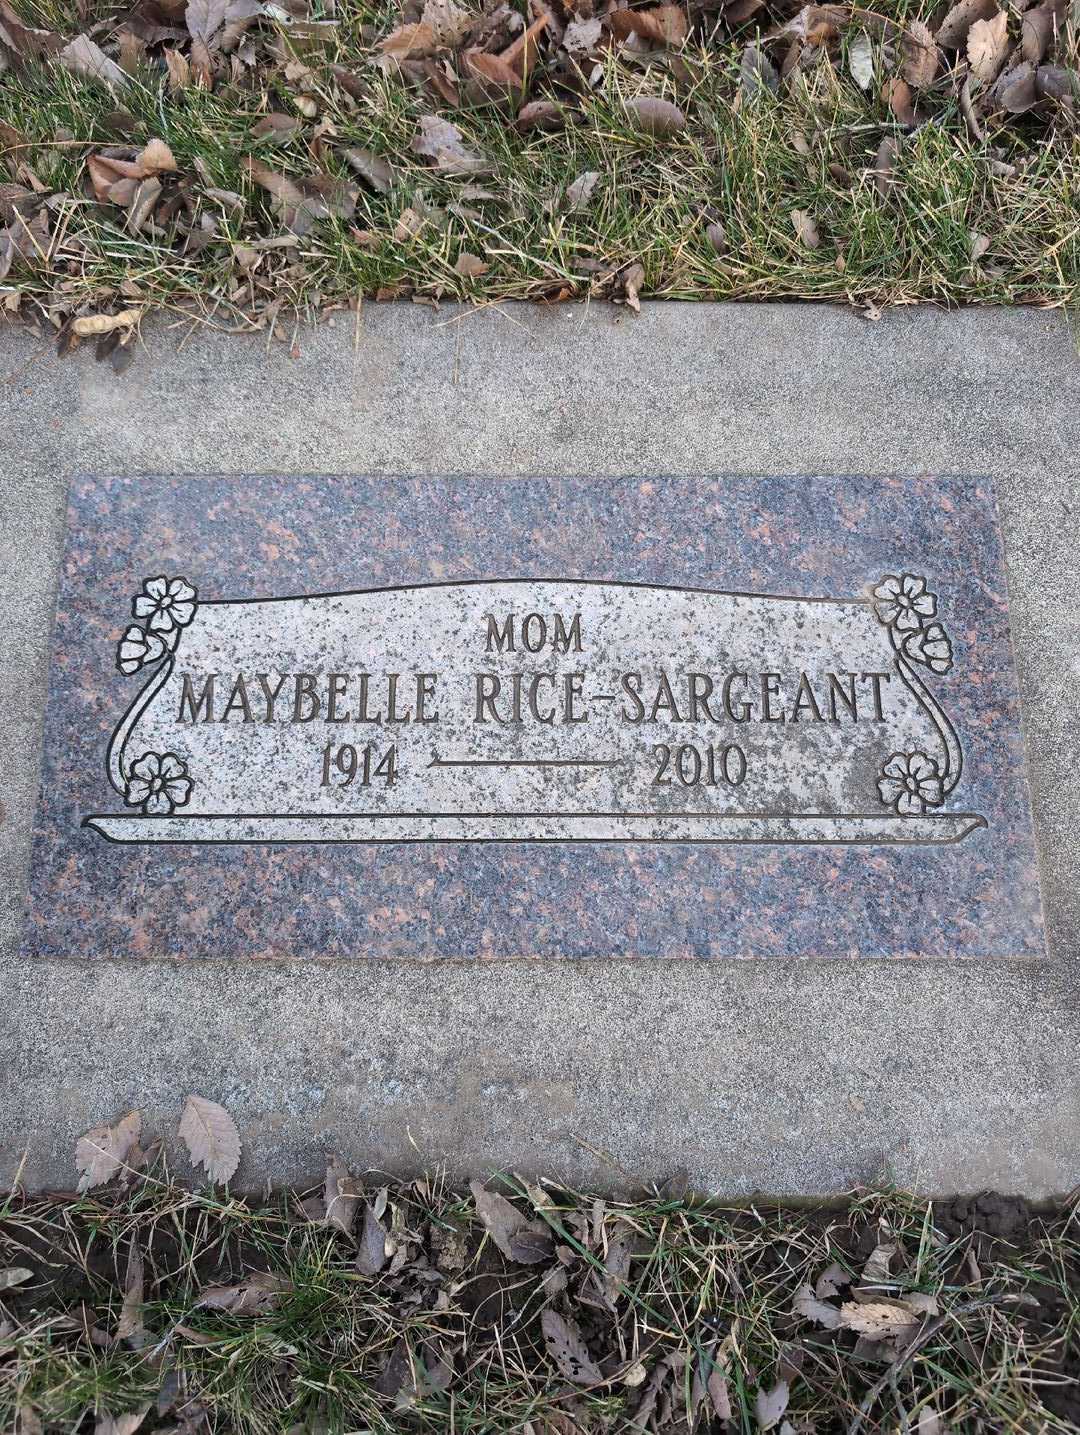 MOM
MAYBELLE RICE-SARGEANT
1914 — 2010